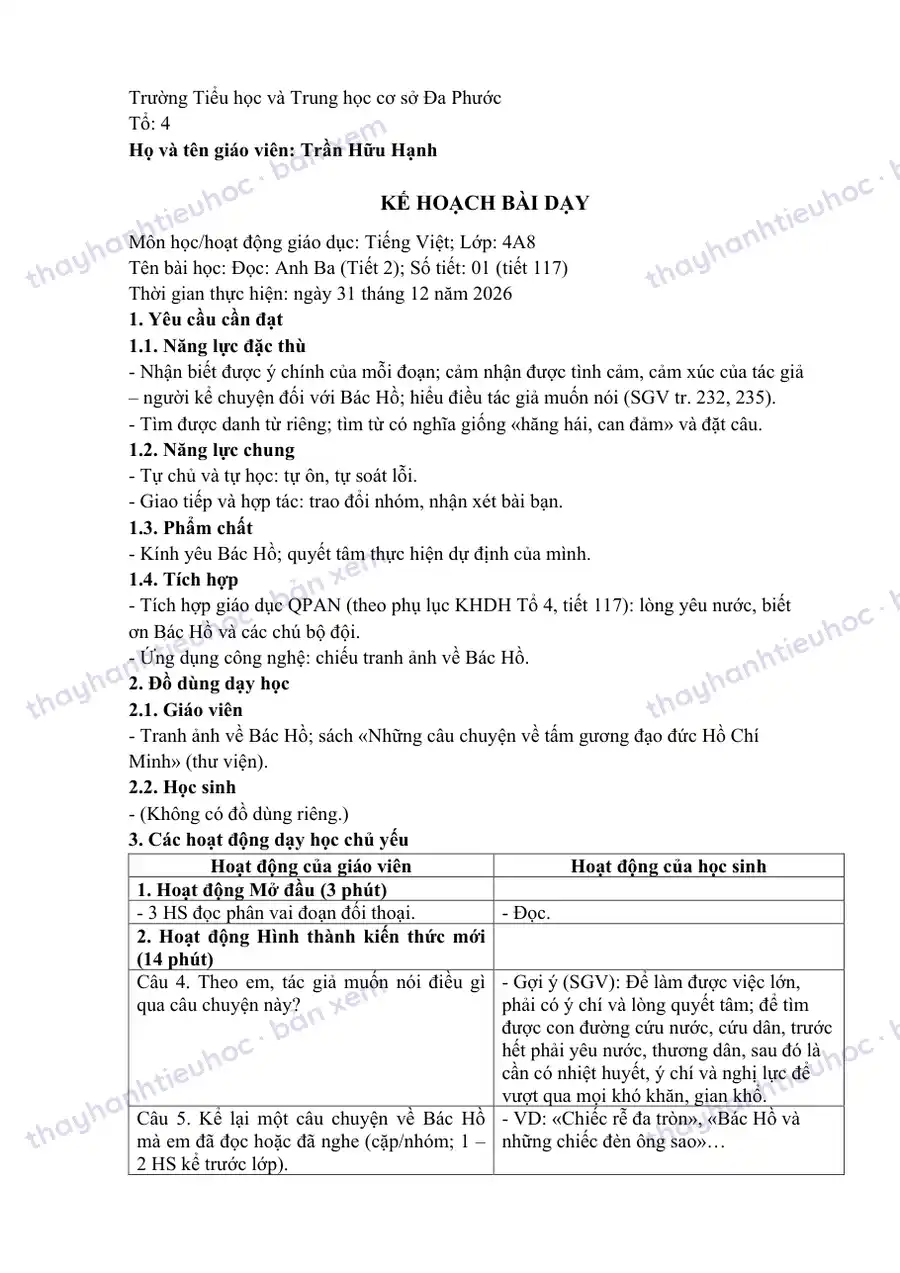 Trường Tiểu học và Trung học cơ sở Đa Phước
Tổ: 4
Họ và tên giáo viên: Trần Hữu Hạnh
KẾ HOẠCH BÀI DẠY
Môn học/hoạt động giáo dục: Tiếng Việt; Lớp: 4A8
Tên bài học: Đọc: Anh Ba (Tiết 2); Số tiết: 01 (tiết 117)
Thời gian thực hiện: ngày 31 tháng 12 năm 2026
1. Yêu cầu cần đạt
1.1. Năng lực đặc thù
- Nhận biết được ý chính của mỗi đoạn; cảm nhận được tình cảm, cảm xúc của tác giả
– người kể chuyện đối với Bác Hồ; hiểu điều tác giả muốn nói (SGV tr. 232, 235).
- Tìm được danh từ riêng; tìm từ có nghĩa giống «hăng hái, can đảm» và đặt câu.
1.2. Năng lực chung
- Tự chủ và tự học: tự ôn, tự soát lỗi.
- Giao tiếp và hợp tác: trao đổi nhóm, nhận xét bài bạn.
1.3. Phẩm chất
- Kính yêu Bác Hồ; quyết tâm thực hiện dự định của mình.
1.4. Tích hợp
- Tích hợp giáo dục QPAN (theo phụ lục KHDH Tổ 4, tiết 117): lòng yêu nước, biết
ơn Bác Hồ và các chú bộ đội.
- Ứng dụng công nghệ: chiếu tranh ảnh về Bác Hồ.
2. Đồ dùng dạy học
2.1. Giáo viên
- Tranh ảnh về Bác Hồ; sách «Những câu chuyện về tấm gương đạo đức Hồ Chí
Minh» (thư viện).
2.2. Học sinh
- (Không có đồ dùng riêng.)
3. Các hoạt động dạy học chủ yếu
Hoạt động của giáo viên
Hoạt động của học sinh
1. Hoạt động Mở đầu (3 phút)
- 3 HS đọc phân vai đoạn đối thoại.
- Đọc.
2. Hoạt động Hình thành kiến thức mới
(14 phút)
Câu 4. Theo em, tác giả muốn nói điều gì
qua câu chuyện này?
- Gợi ý (SGV): Để làm được việc lớn,
phải có ý chí và lòng quyết tâm; để tìm
được con đường cứu nước, cứu dân, trước
hết phải yêu nước, thương dân, sau đó là
cần có nhiệt huyết, ý chí và nghị lực để
vượt qua mọi khó khăn, gian khổ.
Câu 5. Kể lại một câu chuyện về Bác Hồ
mà em đã đọc hoặc đã nghe (cặp/nhóm; 1 –
2 HS kể trước lớp).
- VD: «Chiếc rễ đa tròn», «Bác Hồ và
những chiếc đèn ông sao»…
thayhanhtieuhoc · bản xem
thayhanhtieuhoc · b
thayhanhtieuhoc · bản xem
thayhanhtieuhoc · b
thayhanhtieuhoc · bản xem
thayhanhtieuhoc · b